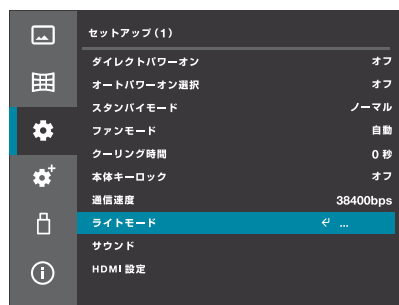 セットアップ(1)
ダイレクトパワーオン オフ
オートパワーオン選択 オフ
スタンバイモード ノーマル
ファンモード 自動
クーリング時間 0 秒
本体キーロック オフ
通信速度 38400bps
ライトモード ...
サウンド
HDMI 設定